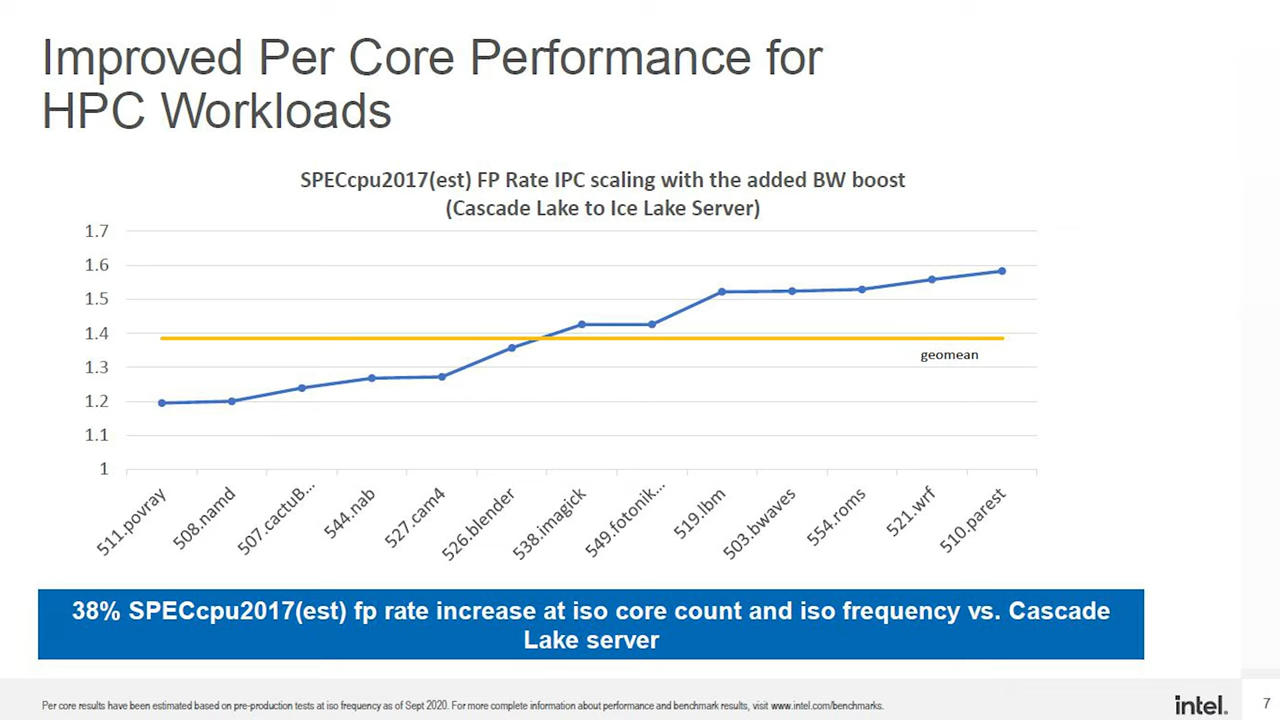 Improved Per Core Performance for
HPC Workloads
SPECcpu2017(est) FP Rate IPC scaling with the added BW boost
(Cascade Lake to Ice Lake Server)
1.7
1.6
1.5
1.4
1.3
1.2
1.1
1
geomean
511.povray
508.namd
507.cactuB...
544.nab
527.cam4
526.blender
538.imagick
549.fotonik...
519.lbm
503.bwaves
554.roms
521.wrf
510.parest
38% SPECcpu2017(est) fp rate increase at iso core count and iso frequency vs. Cascade
Lake server
Per core results have been estimated based on pre-production tests at iso frequency as of Sept 2020. For more complete information about performance and benchmark results, visit www.intel.com/benchmarks.
intel.
7